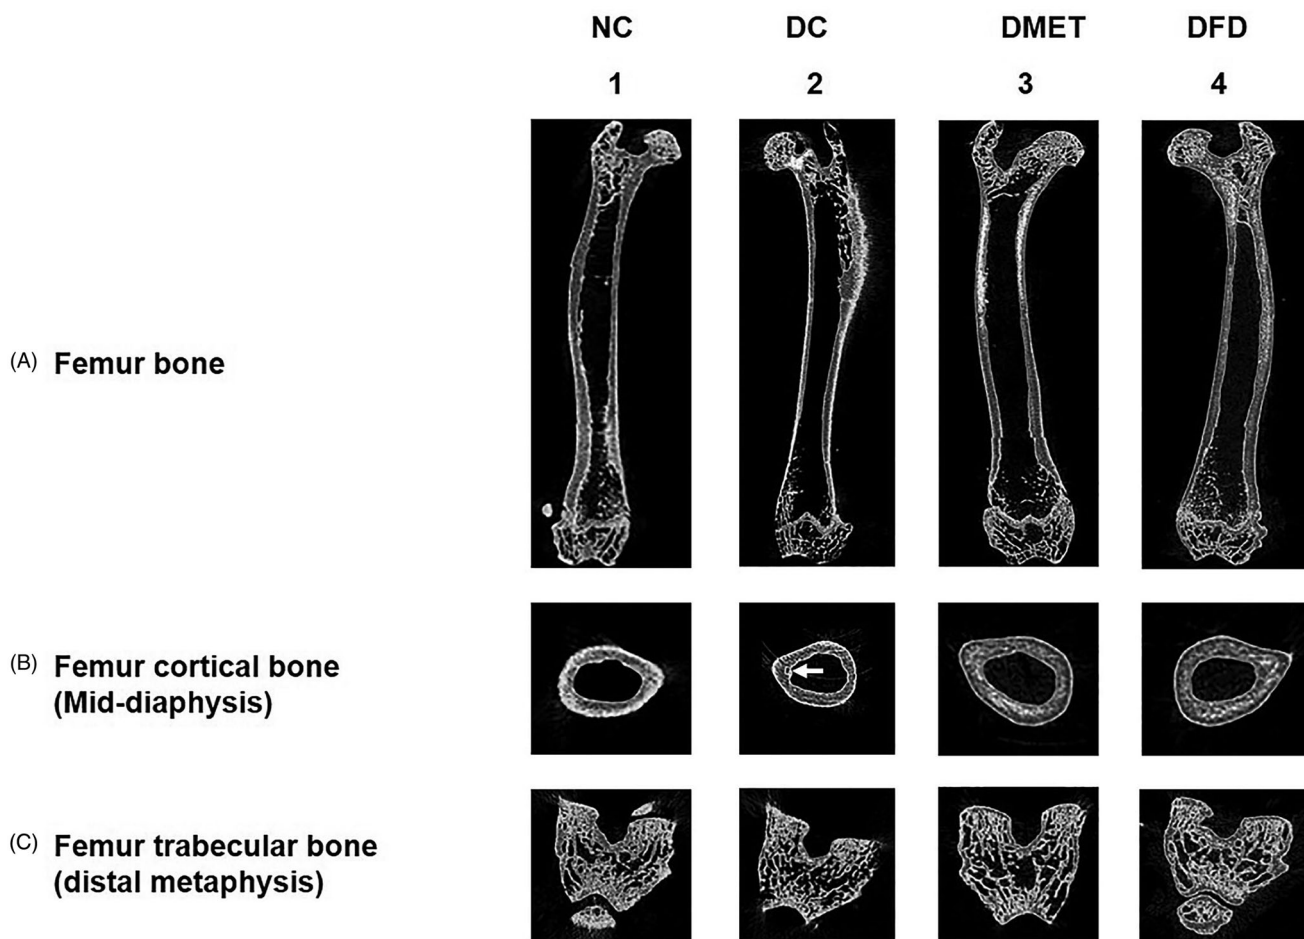 NC DC DMET DFD
1 2 3 4
(A) Femur bone
(B) Femur cortical bone
(Mid-diaphysis)
(C) Femur trabecular bone
(distal metaphysis)